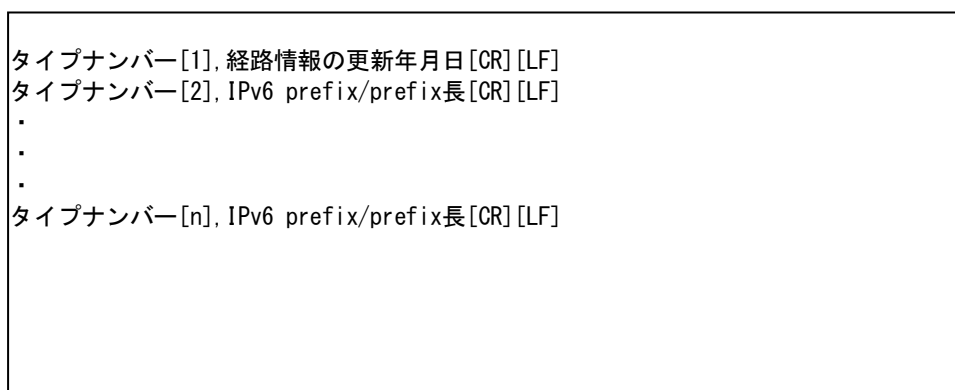 タイプナンバー[1],経路情報の更新年月日[CR][LF]
タイプナンバー[2],IPv6 prefix/prefix長[CR][LF]
・
・
・
タイプナンバー[n],IPv6 prefix/prefix長[CR][LF]